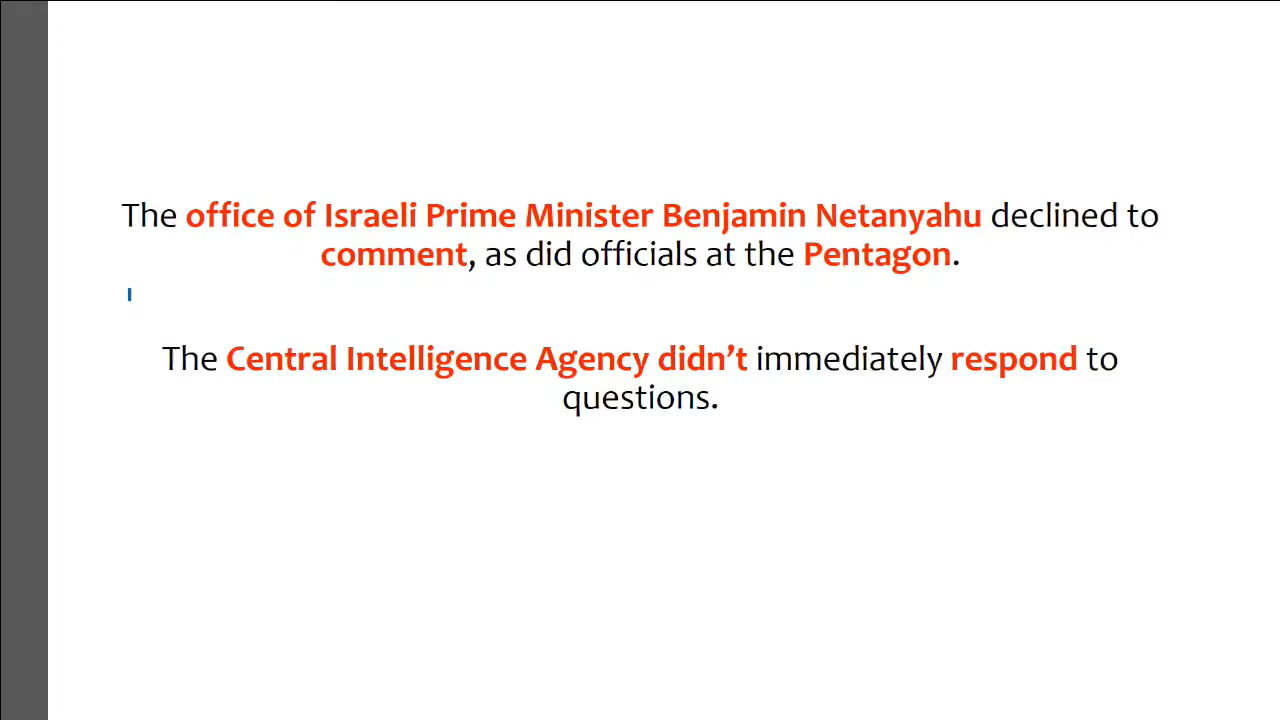 The office of Israeli Prime Minister Benjamin Netanyahu declined to
comment, as did officials at the Pentagon.
The Central Intelligence Agency didn’t immediately respond to
questions.